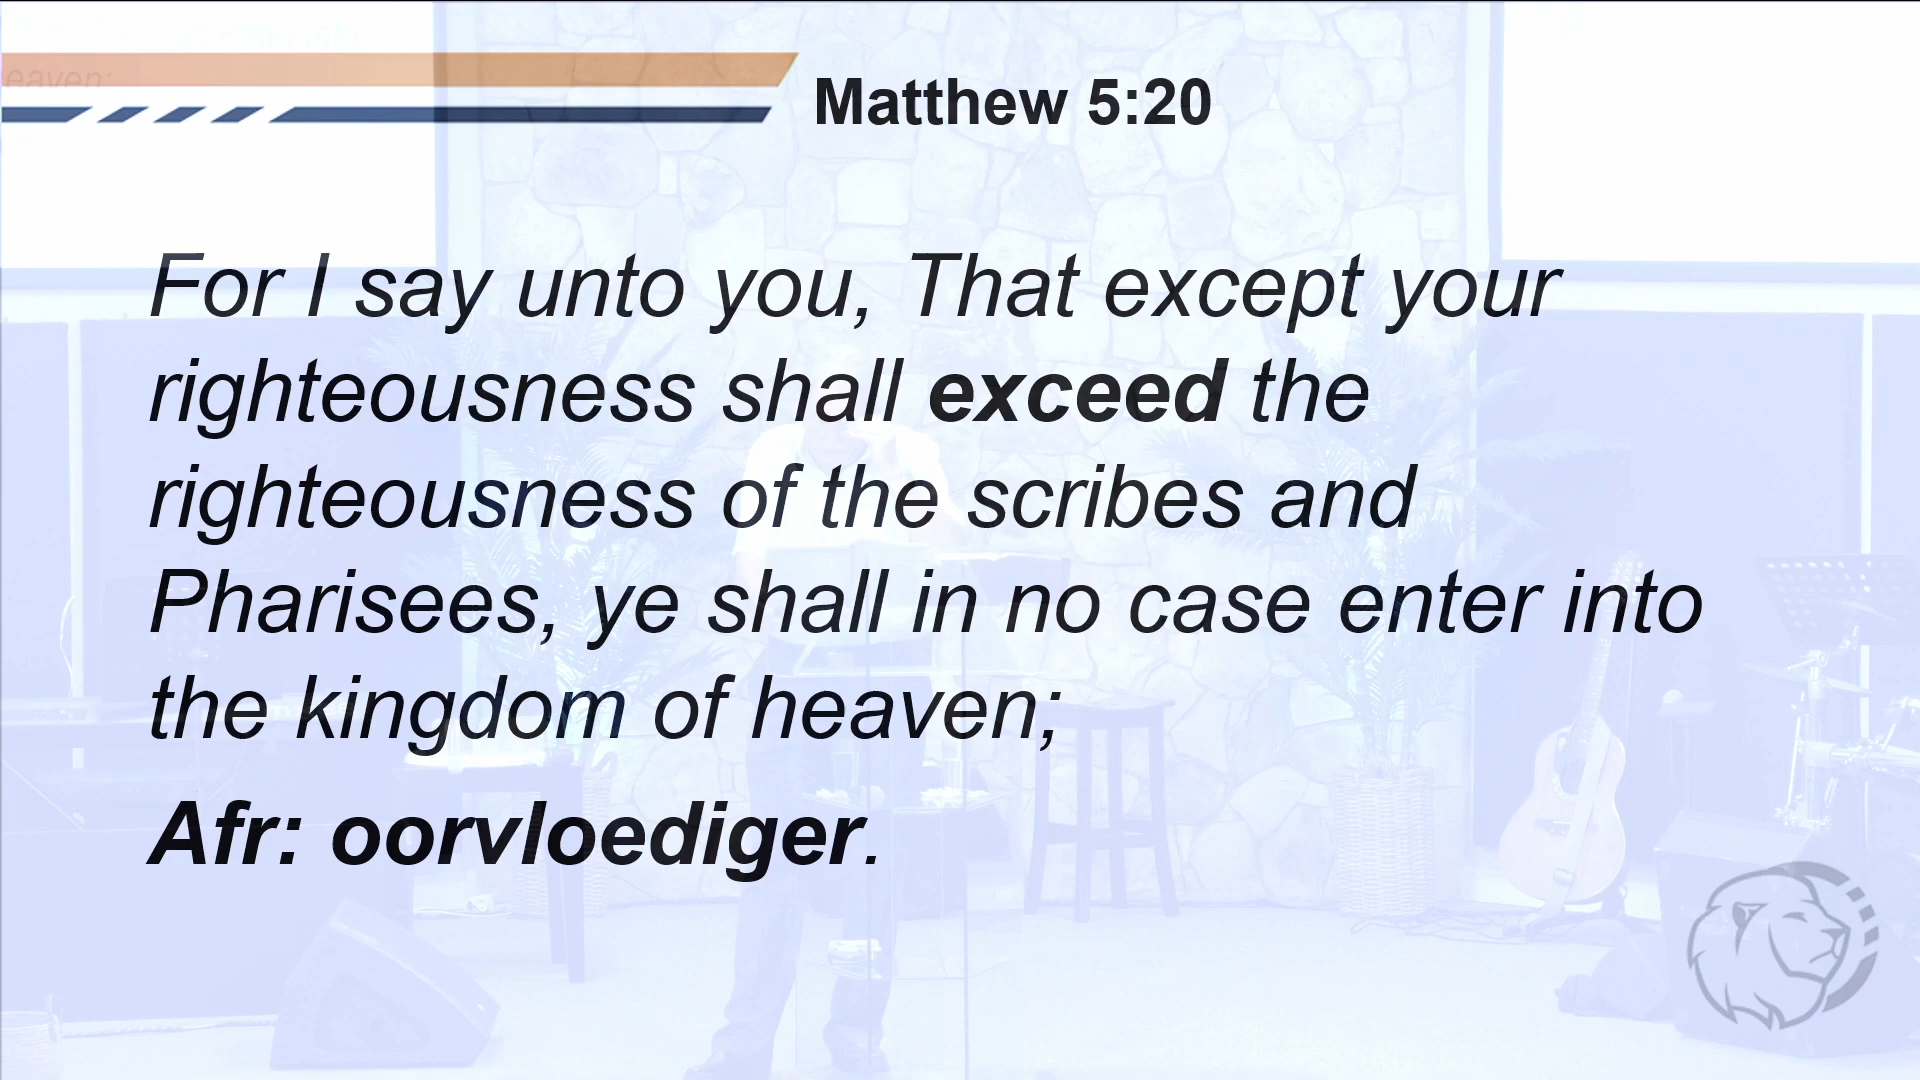 Matthew 5:20
For I say unto you, That except your
righteousness shall exceed the
righteousness of the scribes and
Pharisees, ye shall in no case enter into
the kingdom of heaven;
Afr: oorvloediger.